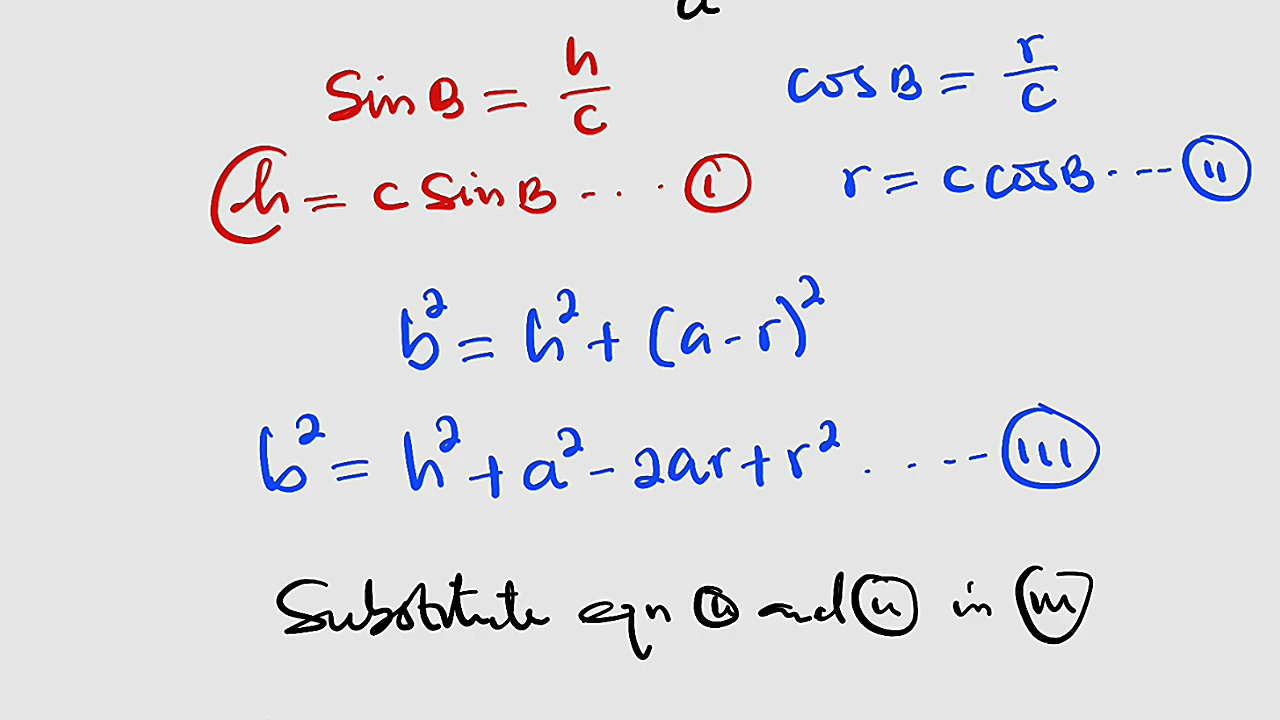 a
sin B = h/c    cos B = r/c
h = c sin B ... (i)    r = c cos B ... -- (ii)
b² = h² + (a - r)²
b² = h² + a² - 2ar + r² ..... -- (iii)
Substitute eqn (i) and (ii) in (iii)